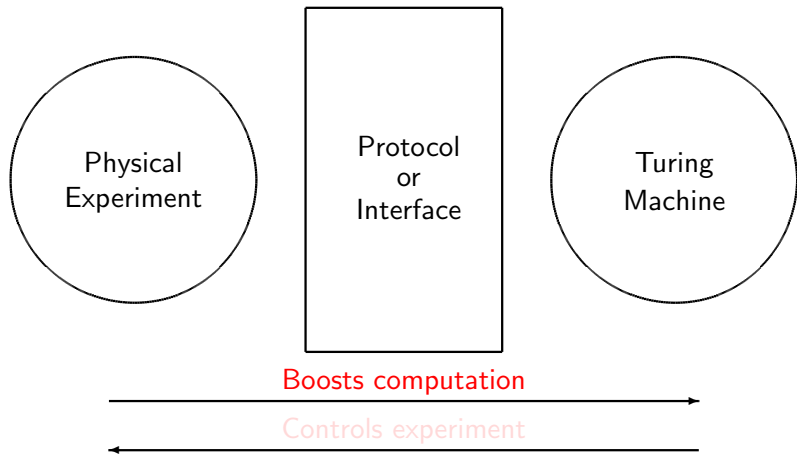 Physical
Experiment
Protocol
or
Interface
Turing
Machine
Boosts computation
Controls experiment